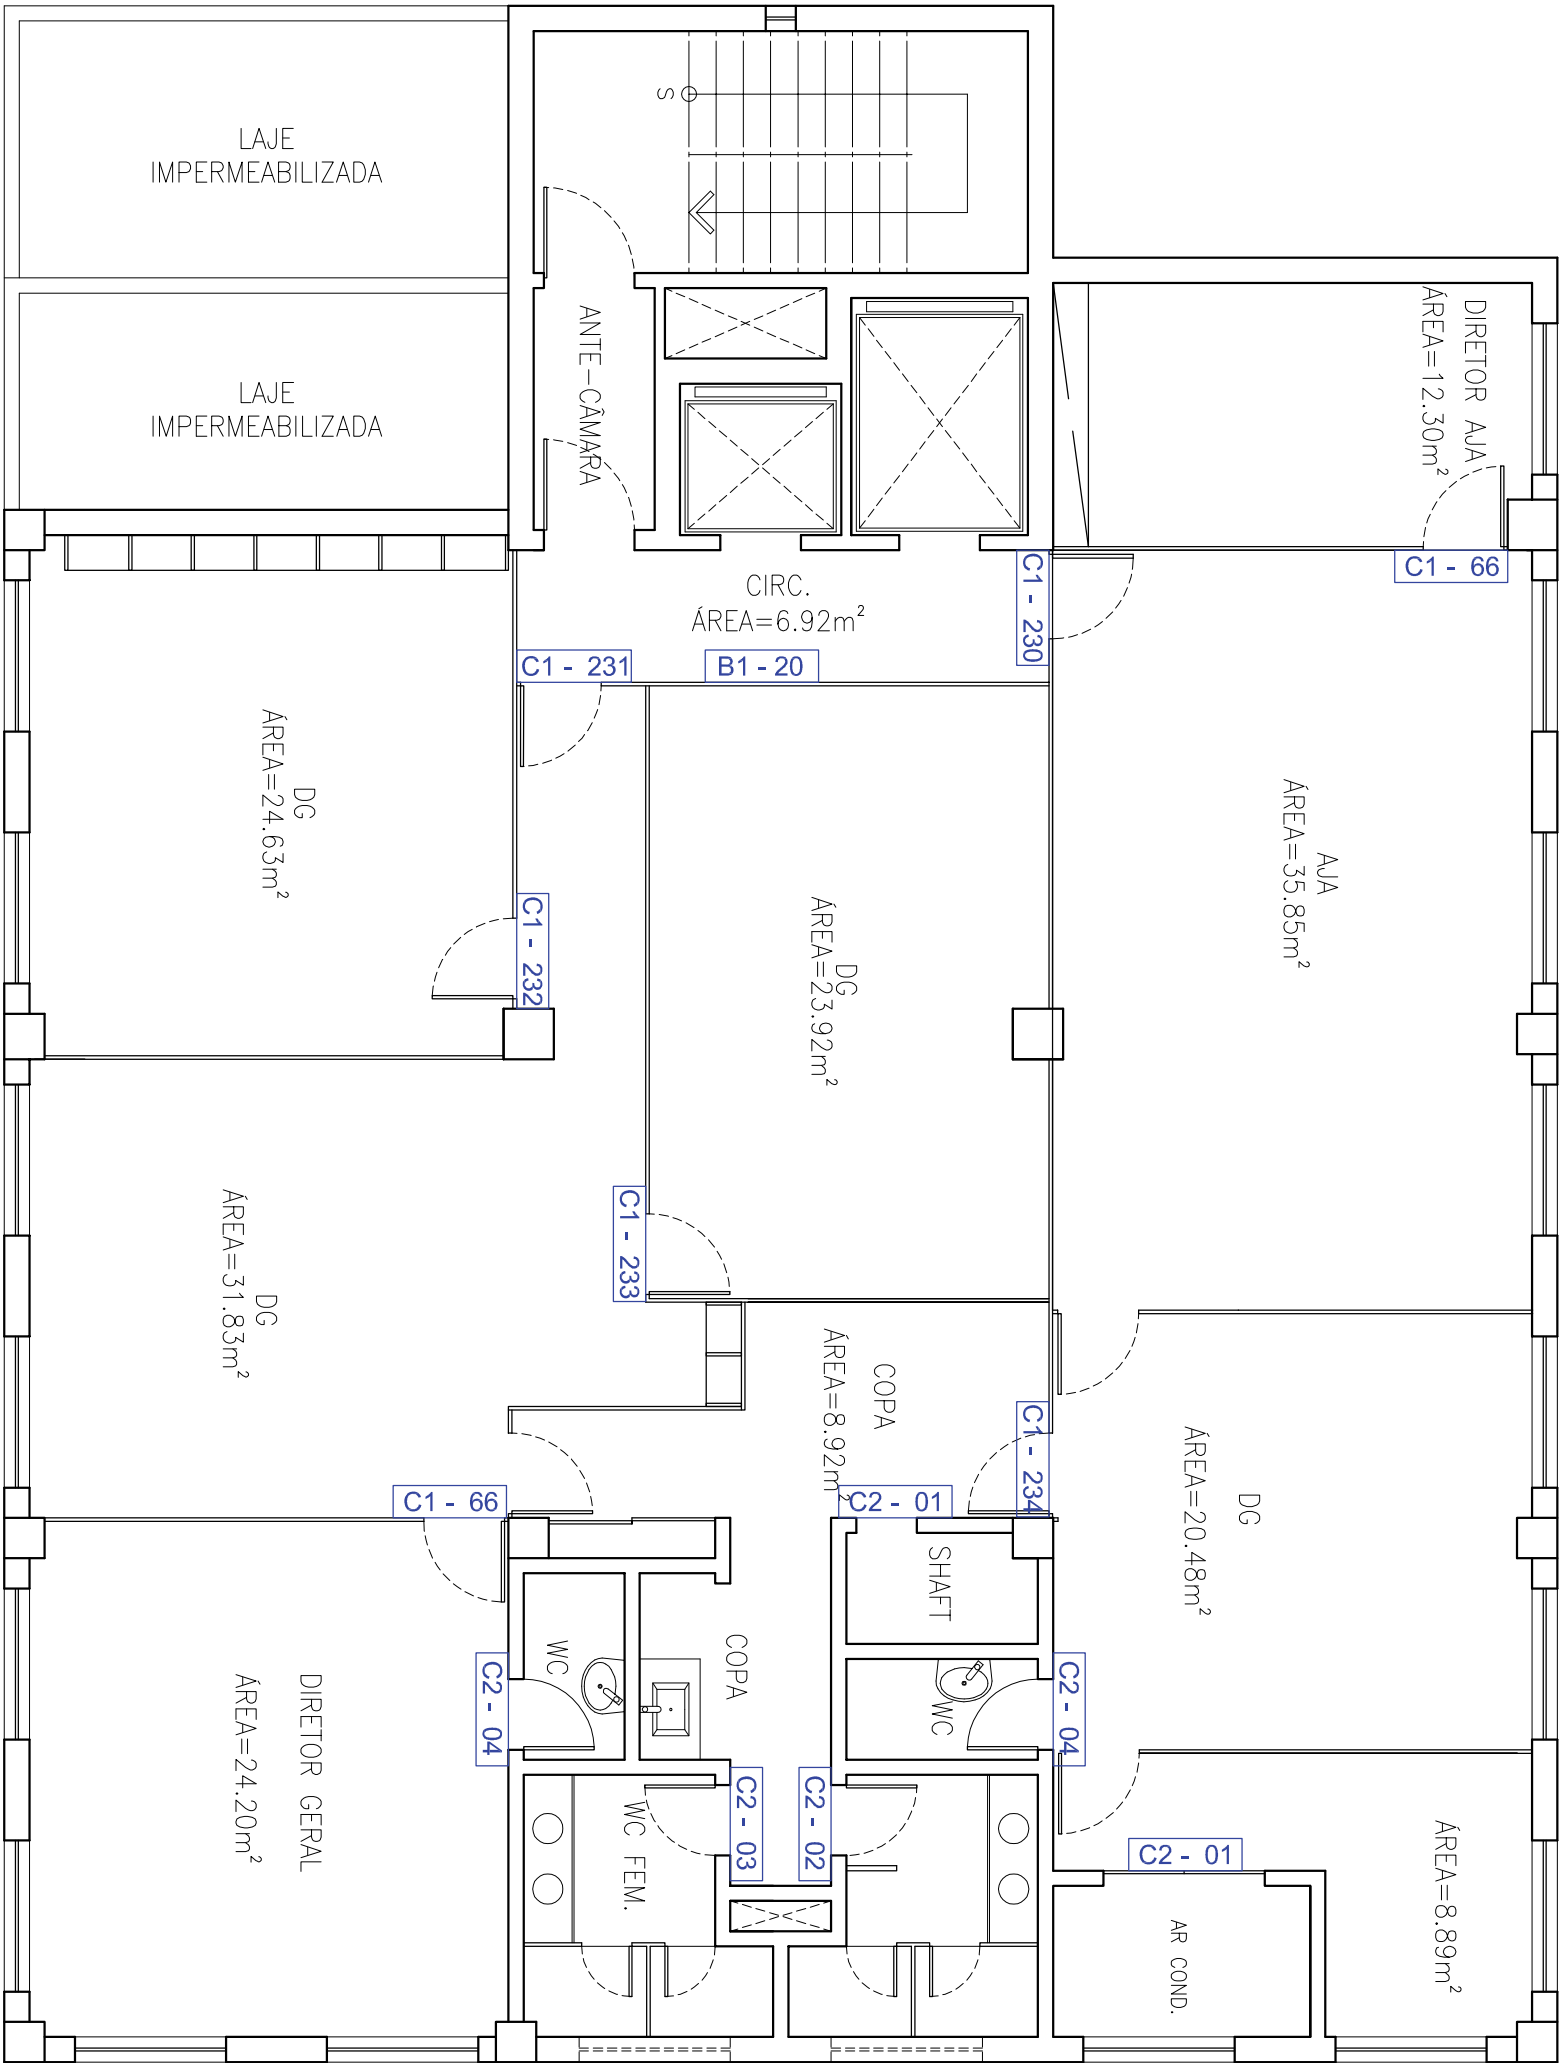 S
LAJE
IMPERMEABILIZADA
LAJE
IMPERMEABILIZADA
ANTE-CÂMARA
DIRETOR AJA
ÁREA=12.30m²
C1 - 66
CIRC.
ÁREA=6.92m²
C1 - 230
C1 - 231
B1 - 20
DG
ÁREA=24.63m²
C1 - 232
DG
ÁREA=23.92m²
AJA
ÁREA=35.85m²
DG
ÁREA=31.83m²
C1 - 233
COPA
ÁREA=8.92m²
C1 - 234
C2 - 01
C1 - 66
DG
ÁREA=20.48m²
SHAFT
WC
COPA
WC
C2 - 04
C2 - 04
DIRETOR GERAL
ÁREA=24.20m²
WC FEM.
C2 - 03
C2 - 02
C2 - 01
ÁREA=8.89m²
AR COND.